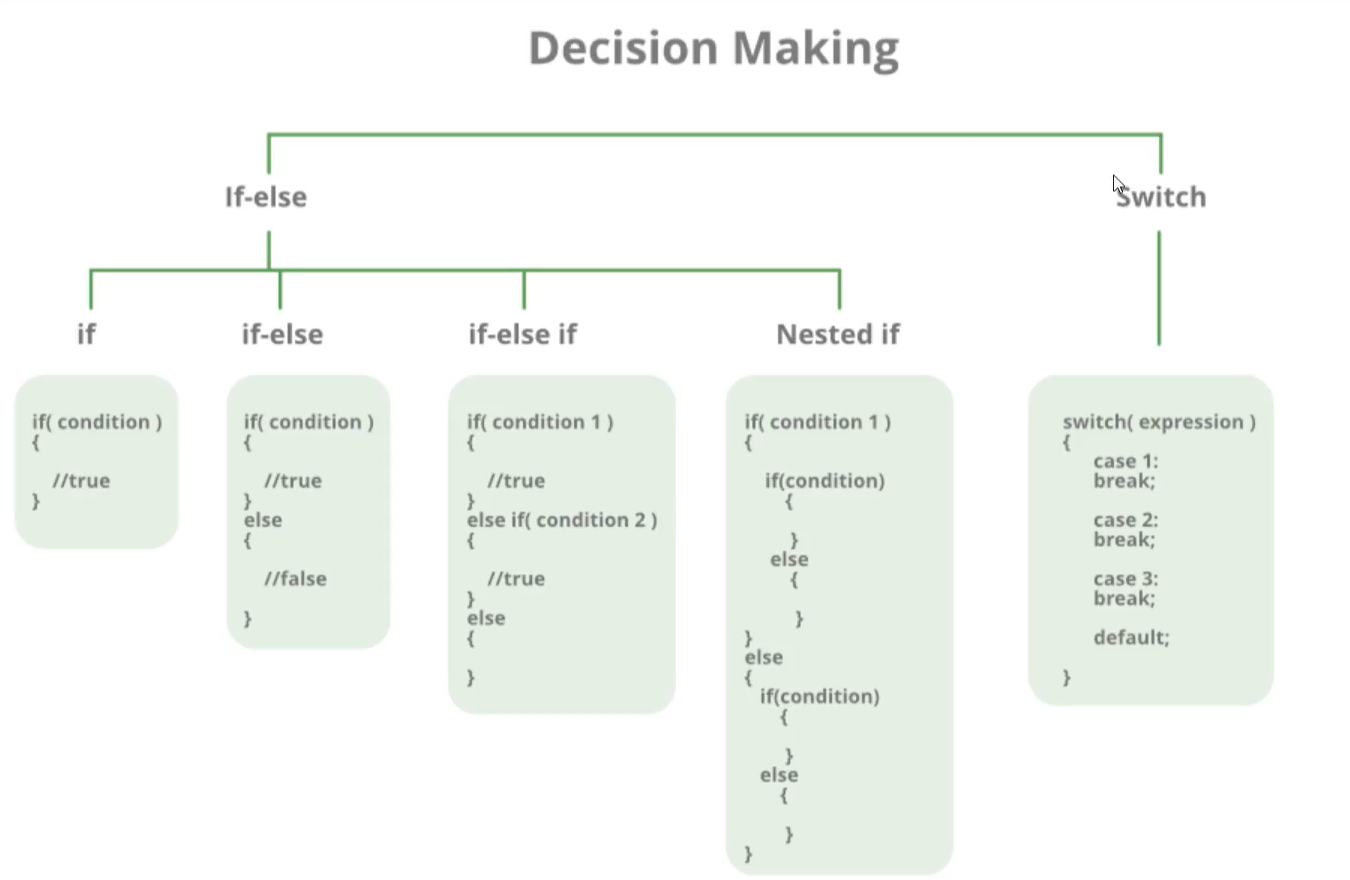 Decision Making
If-else
Switch
if
if-else
if-else if
Nested if
if( condition )
{
//true
}
if( condition )
{
//true
}
else
{
//false
}
if( condition 1 )
{
//true
}
else if( condition 2 )
{
//true
}
else
{
}
if( condition 1 )
{
if(condition)
{
}
else
{
}
}
else
{
if(condition)
{
}
else
{
}
}
switch( expression )
{
case 1:
break;
case 2:
break;
case 3:
break;
default;
}